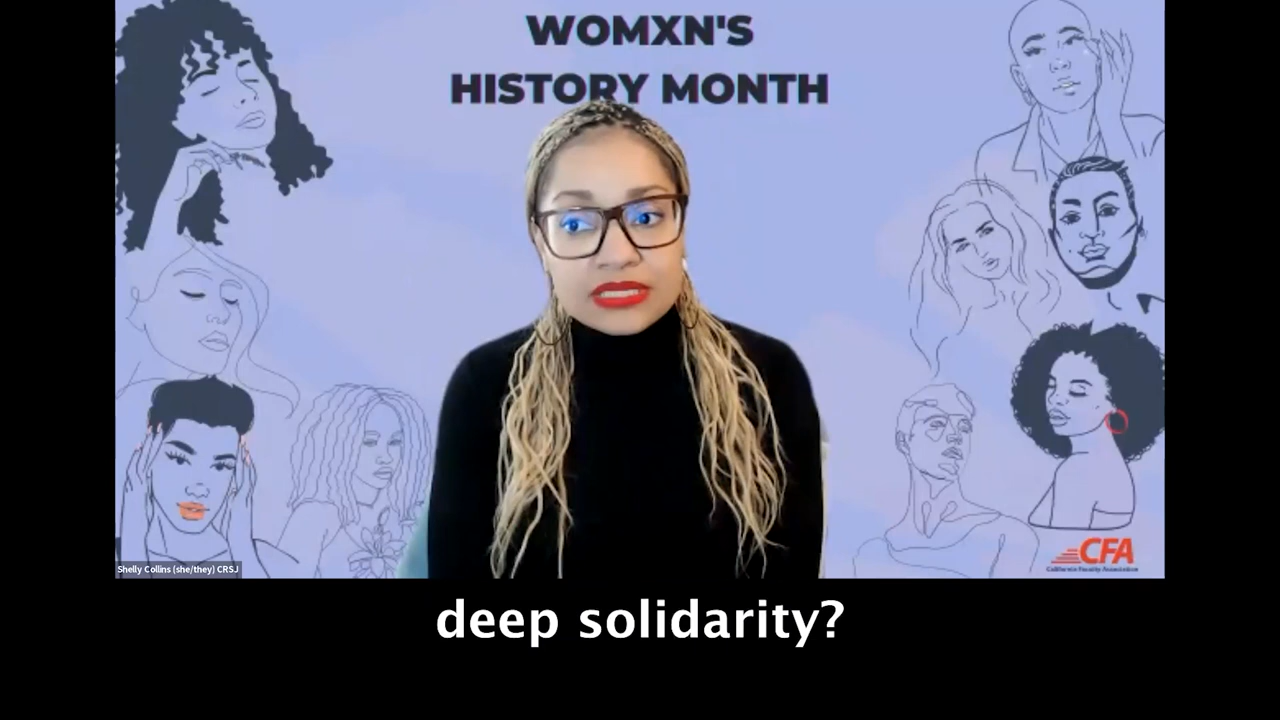 WOMXN'S
HISTORY MONTH
Shelly Collins (she/they) CRSJ
CFA
California Faculty Association
deep solidarity?